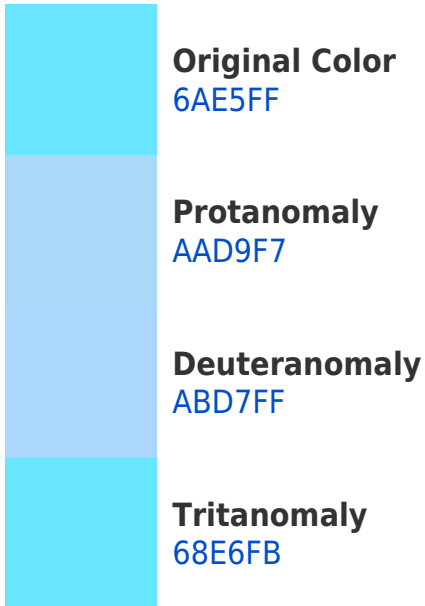 Original Color
6AE5FF
Protanomaly
AAD9F7
Deuteranomaly
ABD7FF
Tritanomaly
68E6FB